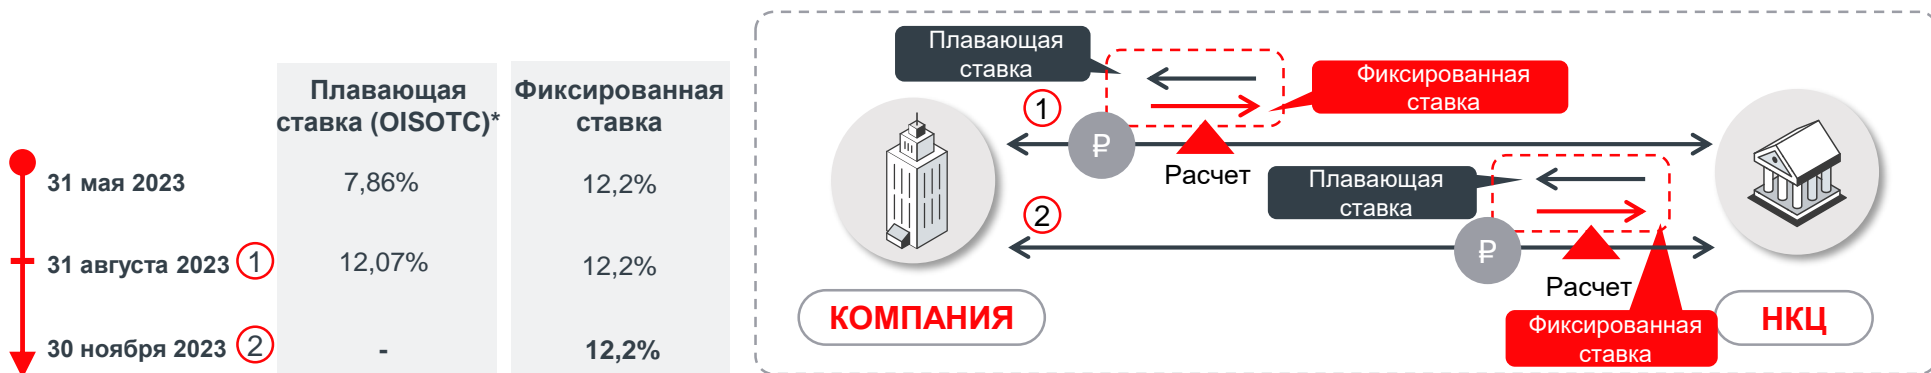 Плавающая
ставка (OISOTC)*
Фиксированная
ставка
31 мая 2023
7,86%
12,2%
31 августа 2023
1
12,07%
12,2%
30 ноября 2023
2
-
12,2%
Плавающая
ставка
Фиксированная
ставка
1
₽
Расчет
Плавающая
ставка
2
₽
Расчет
Фиксированная
ставка
КОМПАНИЯ
НКЦ